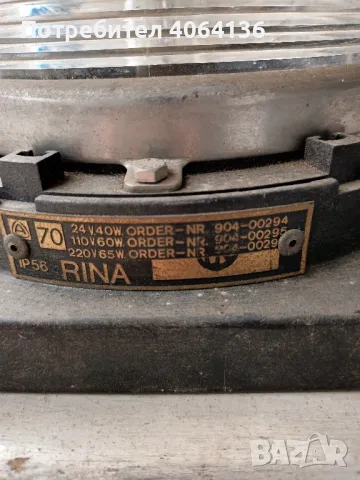 Потребител 4064136
70
24V.40W. ORDER-NR. 904-00294
110V.60W. ORDER-NR. 904-00295
220V.65W. ORDER-NR.
IP56 RINA
BAZAR